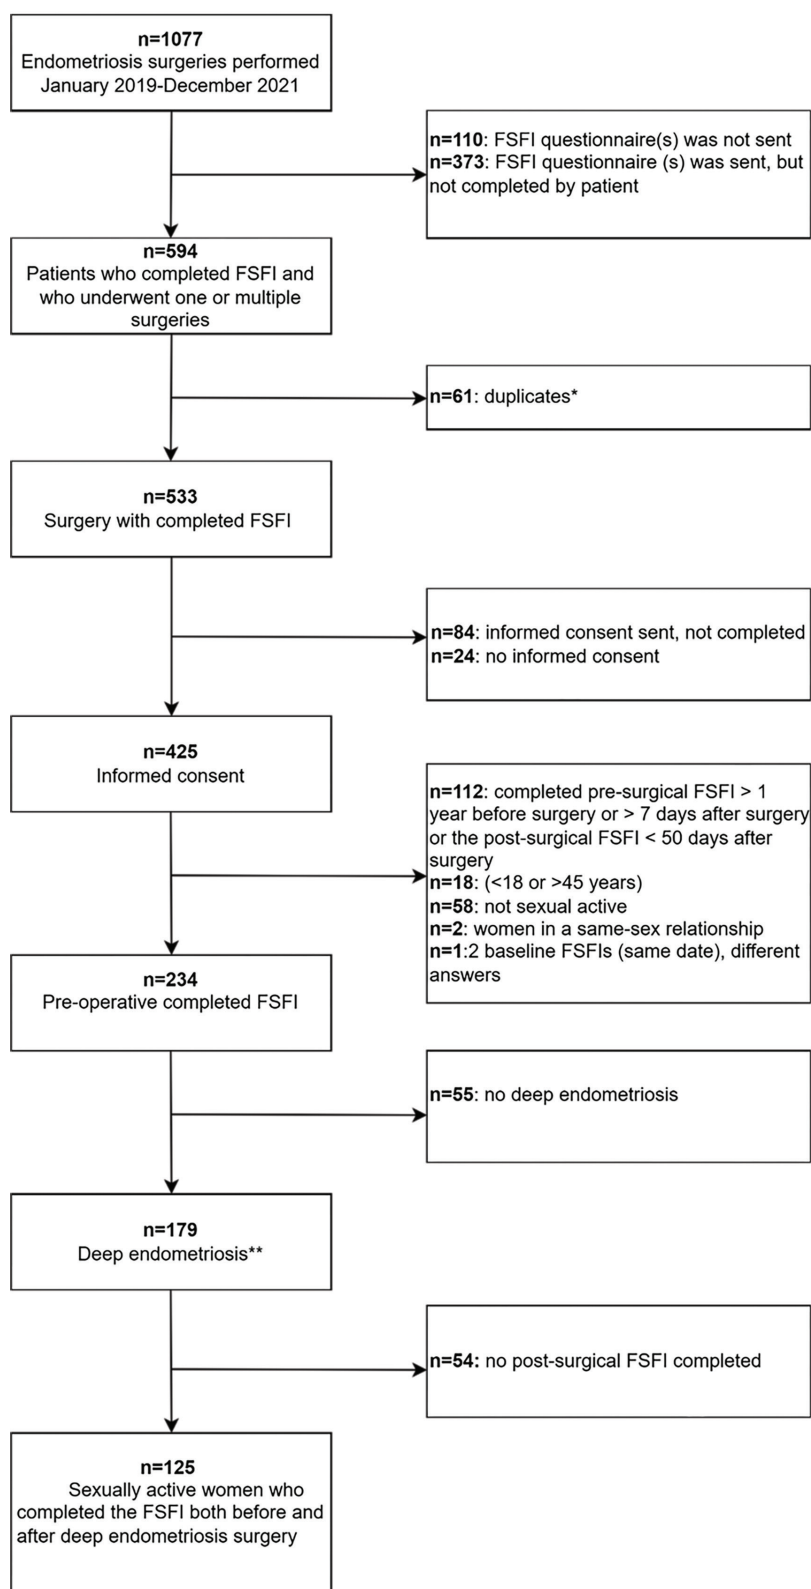 n=1077
Endometriosis surgeries performed
January 2019-December 2021
n=110: FSFI questionnaire(s) was not sent
n=373: FSFI questionnaire (s) was sent, but
not completed by patient
n=594
Patients who completed FSFI and
who underwent one or multiple
surgeries
n=61: duplicates*
n=533
Surgery with completed FSFI
n=84: informed consent sent, not completed
n=24: no informed consent
n=425
Informed consent
n=112: completed pre-surgical FSFI > 1
year before surgery or > 7 days after surgery
or the post-surgical FSFI < 50 days after
surgery
n=18: (<18 or >45 years)
n=58: not sexual active
n=2: women in a same-sex relationship
n=1:2 baseline FSFIs (same date), different
answers
n=234
Pre-operative completed FSFI
n=55: no deep endometriosis
n=179
Deep endometriosis**
n=54: no post-surgical FSFI completed
n=125
Sexually active women who
completed the FSFI both before and
after deep endometriosis surgery